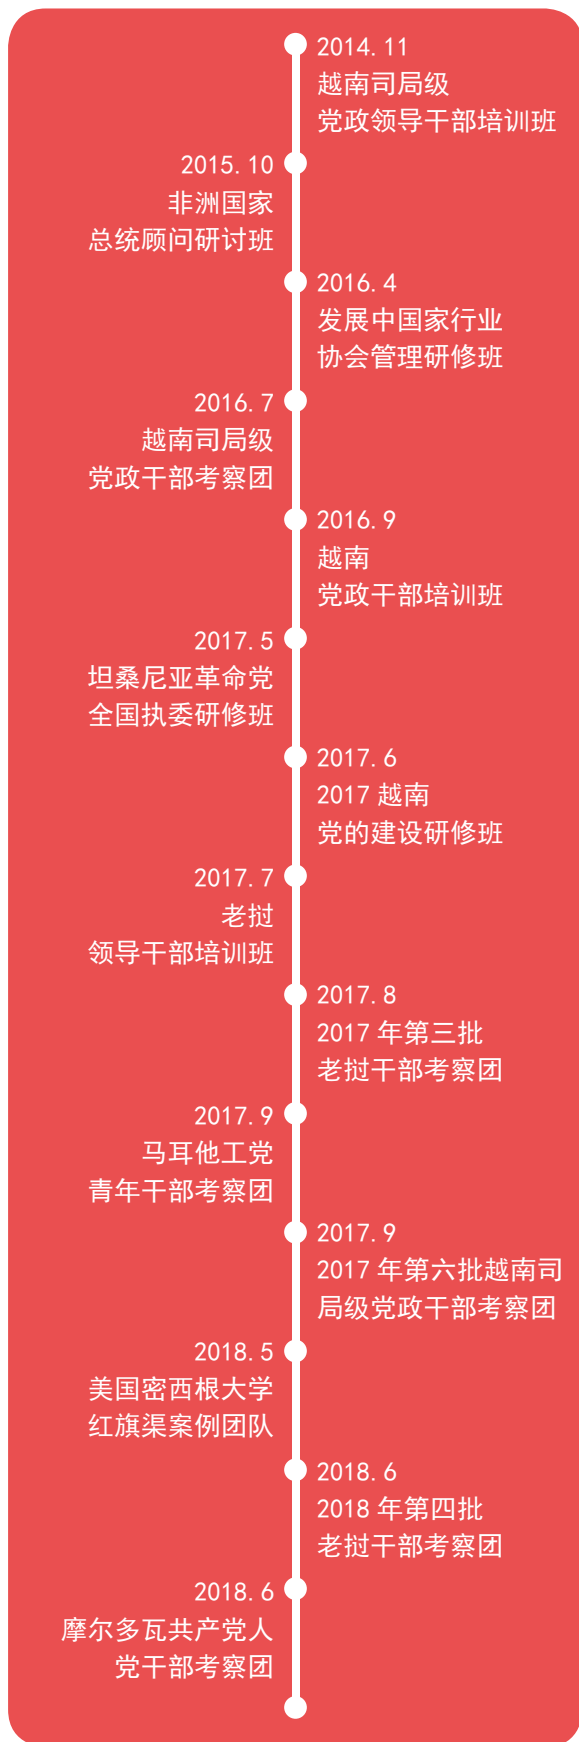 2014.11
越南司局级
党政领导干部培训班
2015.10
非洲国家
总统顾问研讨班
2016.4
发展中国家行业
协会管理研修班
2016.7
越南司局级
党政干部考察团
2016.9
越南
党政干部培训班
2017.5
坦桑尼亚革命党
全国执委研修班
2017.6
2017 越南
党的建设研修班
2017.7
老挝
领导干部培训班
2017.8
2017 年第三批
老挝干部考察团
2017.9
马耳他工党
青年干部考察团
2017.9
2017 年第六批越南司
局级党政干部考察团
2018.5
美国密西根大学
红旗渠案例团队
2018.6
2018 年第四批
老挝干部考察团
2018.6
摩尔多瓦共产党人
党干部考察团